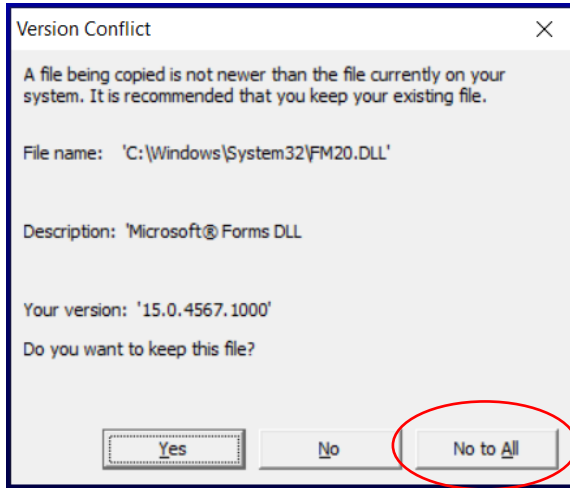 Version Conflict
A file being copied is not newer than the file currently on your
system. It is recommended that you keep your existing file.
File name: 'C:\Windows\System32\FM20.DLL'
Description: 'Microsoft® Forms DLL
Your version: '15.0.4567.1000'
Do you want to keep this file?
Yes No No to All